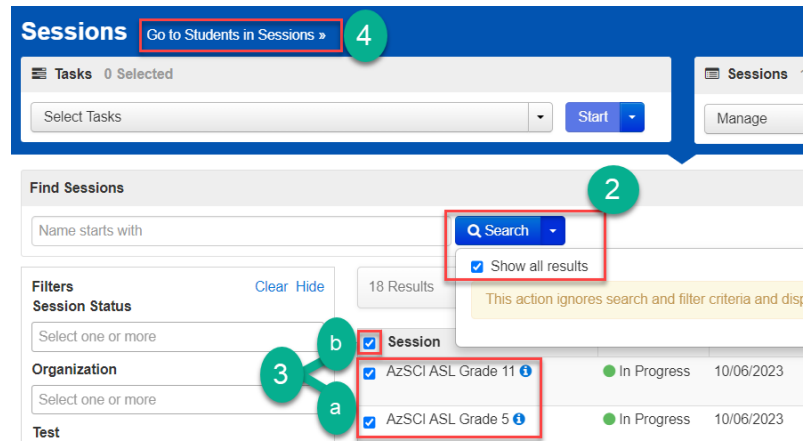 Sessions Go to Students in Sessions » 4
Tasks 0 Selected
Sessions
Select Tasks Start Manage
Find Sessions 2
Name starts with Search
Show all results
Filters Clear Hide 18 Results
This action ignores search and filter criteria and
Session Status
Select one or more b Session
Organization 3 AzSCI ASL Grade 11 In Progress 10/06/2023
Select one or more a
AzSCI ASL Grade 5 In Progress 10/06/2023
Test